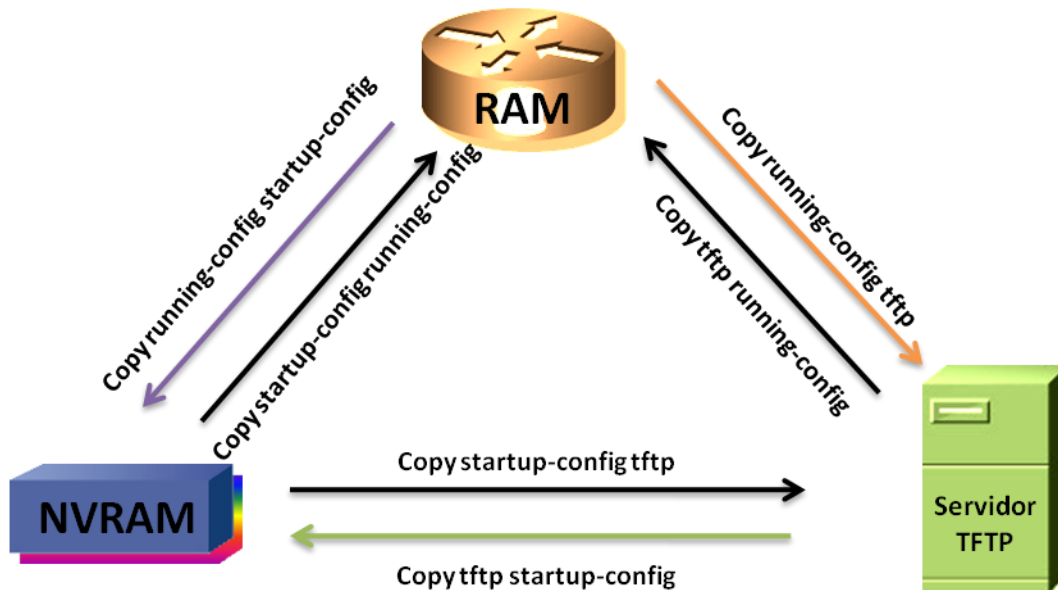 RAM
Copy running-config startup-config
Copy startup-config running-config
Copy running-config tftp
Copy tftp running-config
Copy startup-config tftp
Copy tftp startup-config
NVRAM
Servidor
TFTP